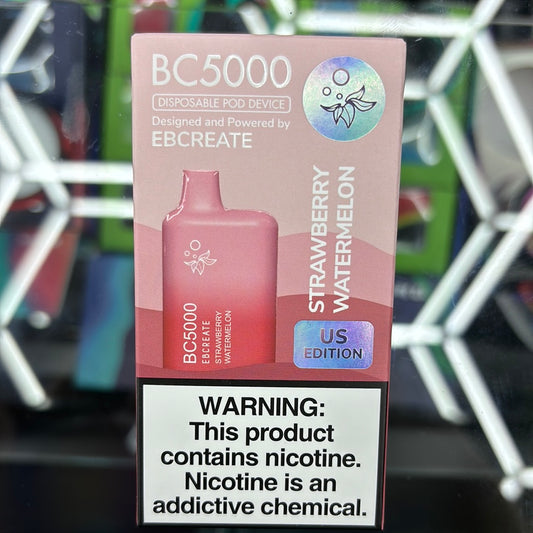 BC5000
DISPOSABLE POD DEVICE
Designed and Powered by
EBCREATE
STRAWBERRY
WATERMELON
BC5000
EBCREATE
STRAWBERRY
WATERMELON
US
EDITION
WARNING:
This product
contains nicotine.
Nicotine is an
addictive chemical.